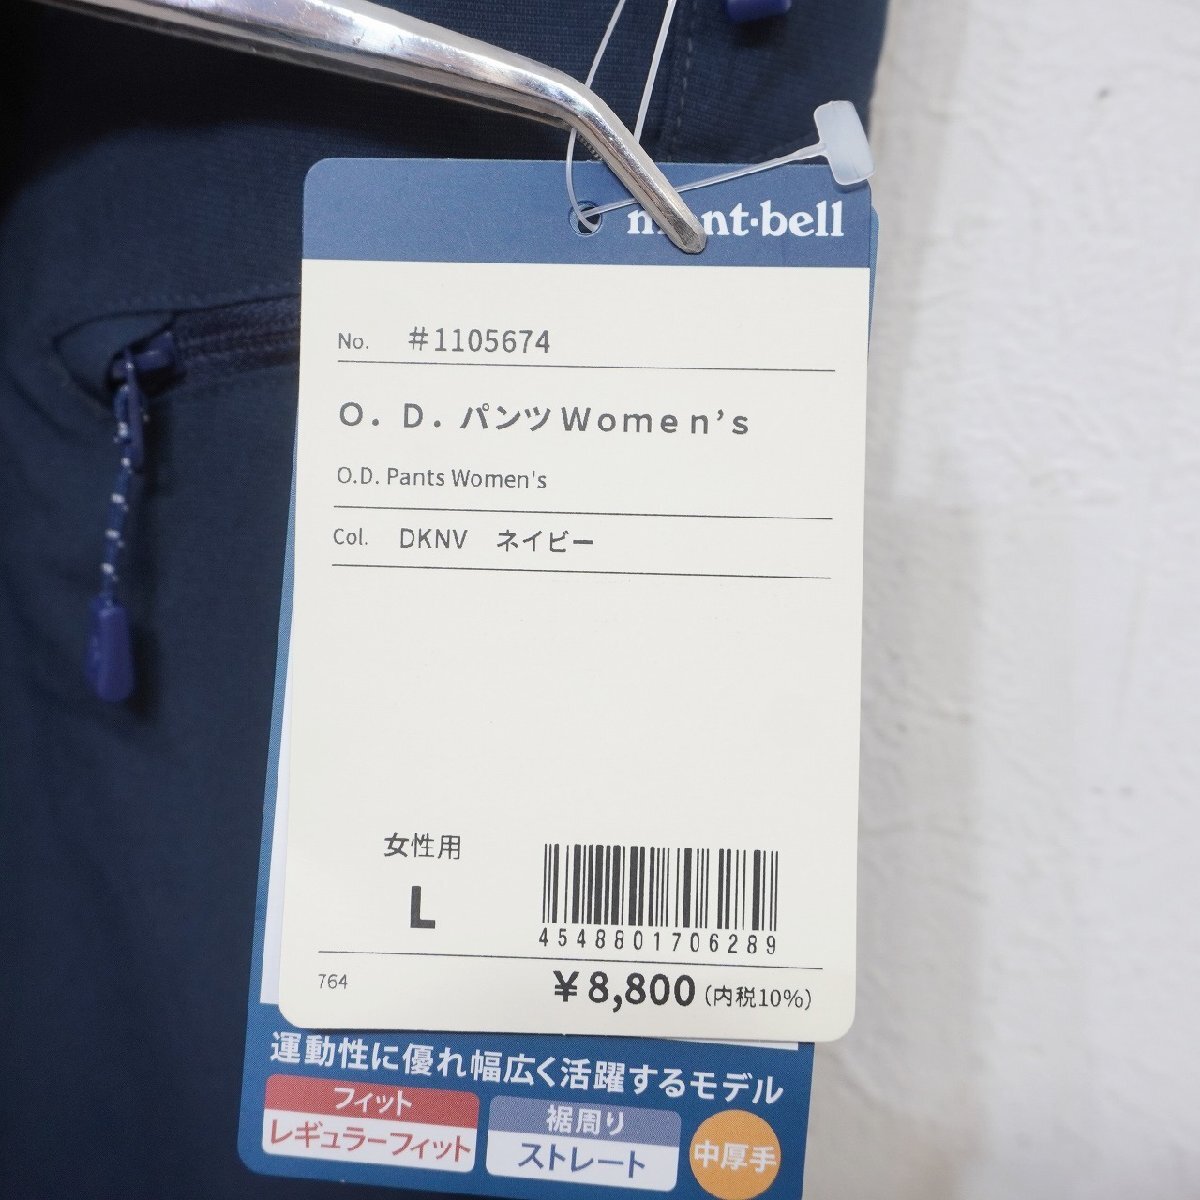 mont-bell
No. #1105674
O. D. パンツWomen's
O.D. Pants Women's
Col. DKNV ネイビー
女性用
L
4548801706289
764
¥8,800(内税10%)
運動性に優れ幅広く活躍するモデル
フィット
レギュラーフィット
裾周り
ストレート
中厚手